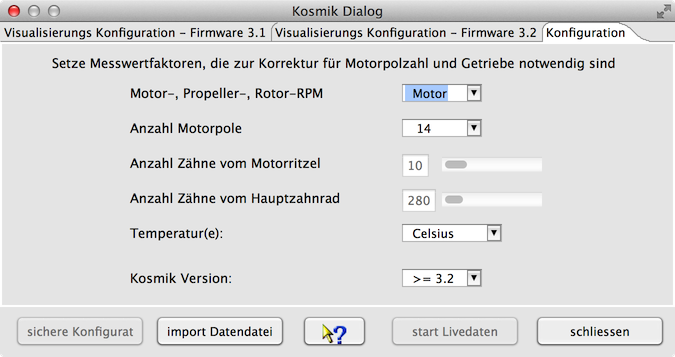 Kosmik Dialog
Visualisierungs Konfiguration – Firmware 3.1 Visualisierungs Konfiguration – Firmware 3.2 Konfiguration
Setze Messwertfaktoren, die zur Korrektur für Motorpolzahl und Getriebe notwendig sind
Motor–, Propeller–, Rotor–RPM Motor
Anzahl Motorpole 14
Anzahl Zähne vom Motorritzel 10
Anzahl Zähne vom Hauptzahnrad 280
Temperatur(e): Celsius
Kosmik Version: >= 3.2
sichere Konfigurat import Datendatei ? start Livedaten schliessen